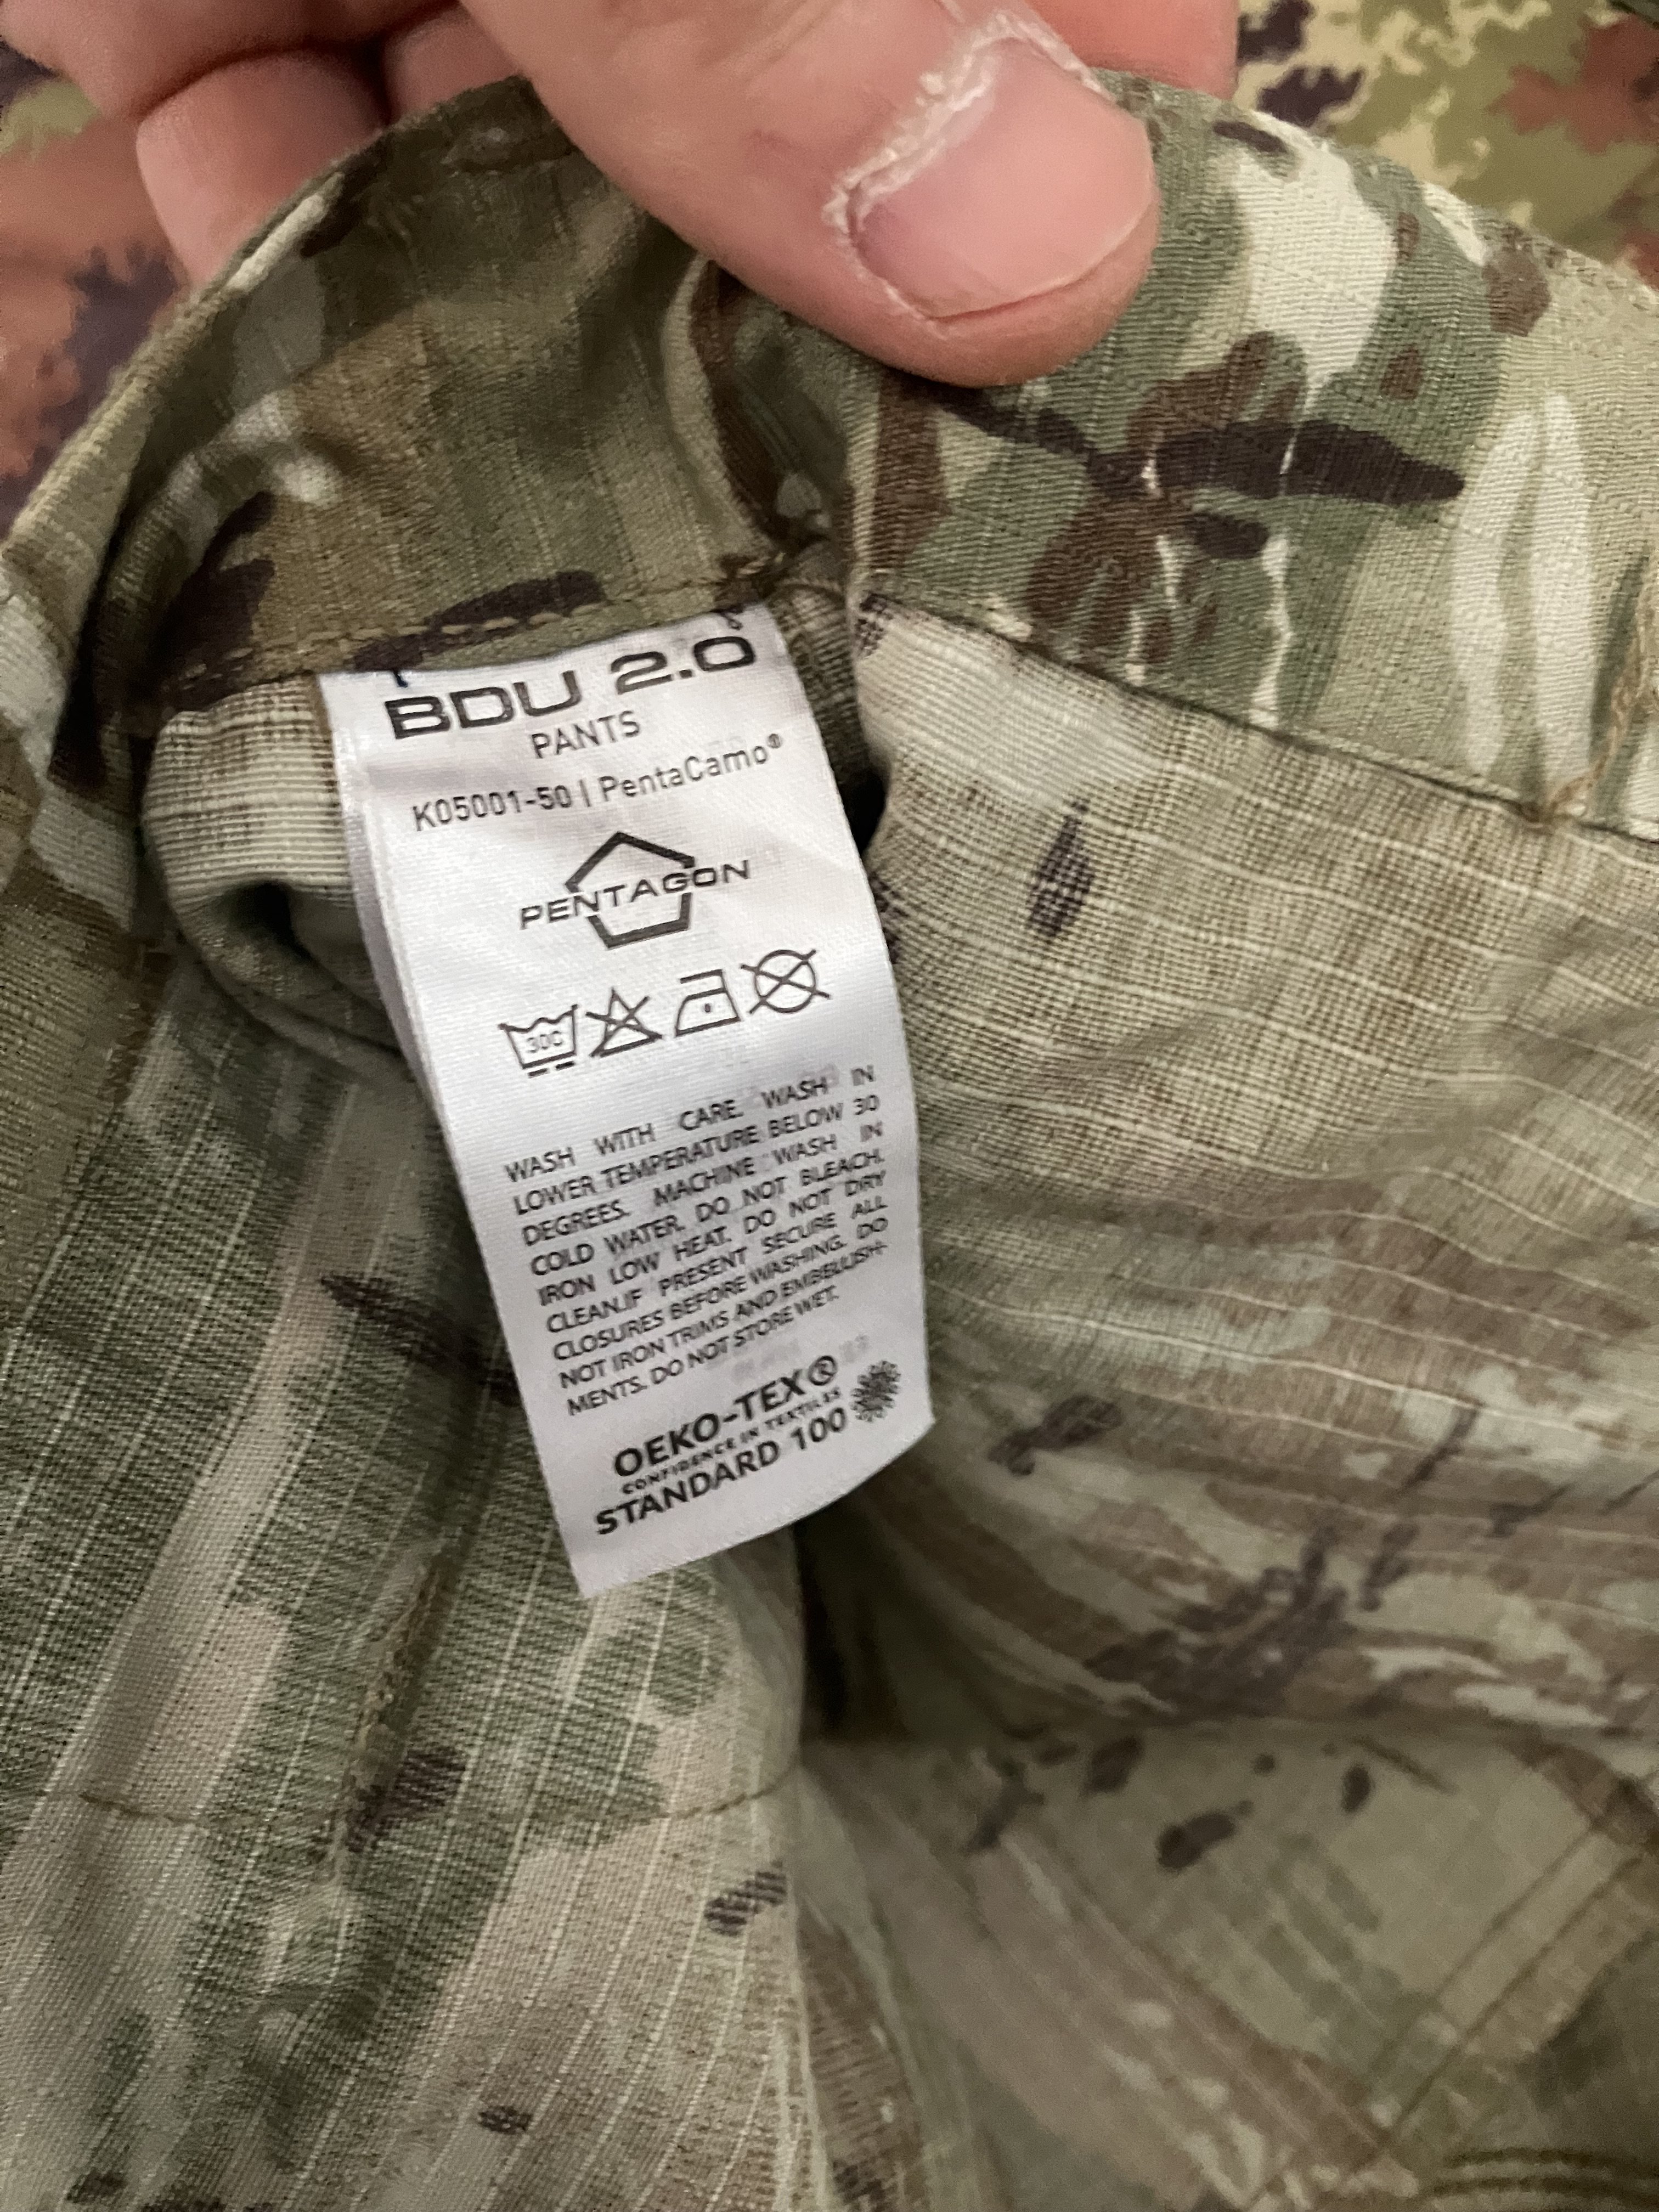 BDU 2.0
PANTS
K05001-50 | PentaCamo®
PENTAGON
30C
WASH WITH CARE. WASH IN
LOWER TEMPERATURE BELOW 30
DEGREES. MACHINE WASH IN
COLD WATER. DO NOT BLEACH.
IRON LOW HEAT. DO NOT DRY
CLEAN.IF PRESENT SECURE ALL
CLOSURES BEFORE WASHING. DO
NOT IRON TRIMS AND EMBELLISH-
MENTS. DO NOT STORE WET.
OEKO-TEX®
CONFIDENCE IN TEXTILES
STANDARD 100